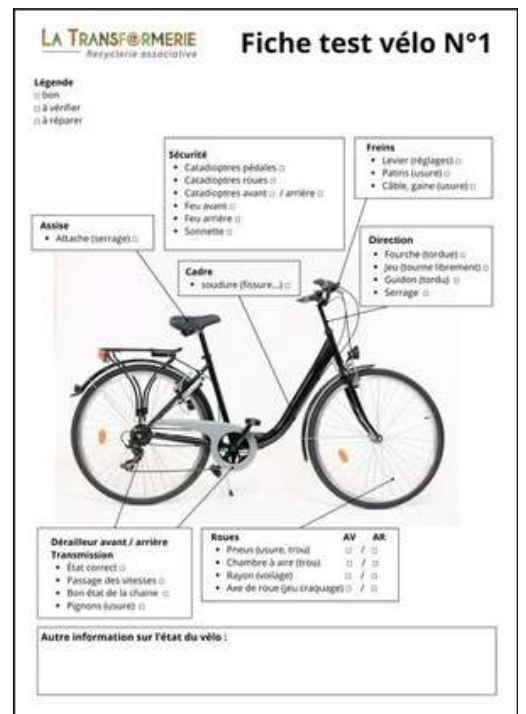 LA TRANSF@RMERIE
Recyclerie associative
Fiche test vélo N°1
Légende
□ bon
□ à vérifier
□ à réparer
Sécurité
• Catadioptres pédales □
• Catadioptres roues □
• Catadioptres avant □ / arrière □
• Feu avant □
• Feu arrière □
• Sonnette □
Freins
• Levier (réglages) □
• Patins (usure) □
• Câble, gaine (usure) □
Assise
• Attache (serrage) □
Cadre
• soudure (fissure...) □
Direction
• Fourche (tordue) □
• Jeu (tourne librement) □
• Guidon (tordu) □
• Serrage □
Dérailleur avant / arrière
Transmission
• État correct □
• Passage des vitesses □
• Bon état de la chaine □
• Pignons (usure) □
Roues AV AR
• Pneus (usure, trou) □ / □
• Chambre à aire (trou) □ / □
• Rayon (voilage) □ / □
• Axe de roue (jeu craquage) □ / □
Autre information sur l'état du vélo :